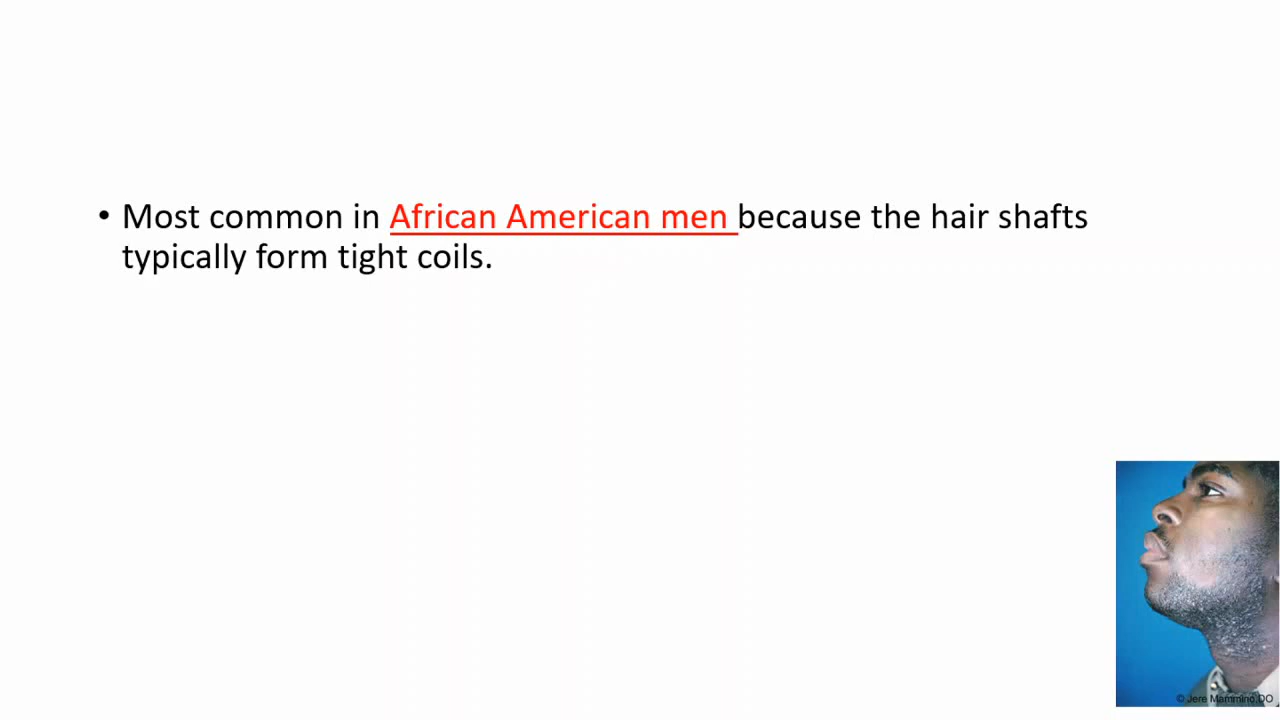 • Most common in African American men because the hair shafts
typically form tight coils.
© Jere Mammino,DO